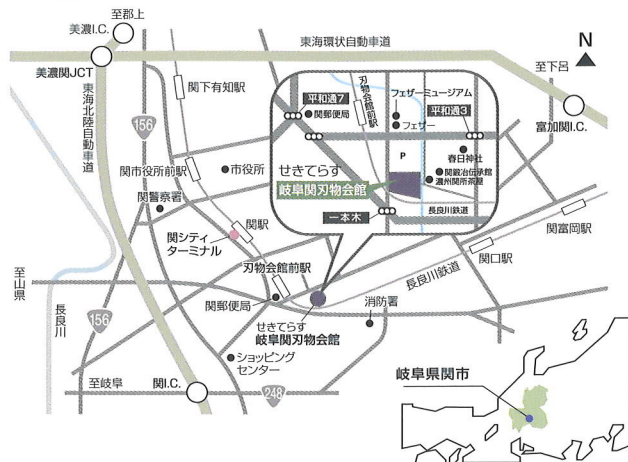 至郡上
美濃I.C.
美濃関JCT
東海環状自動車道
N
至下呂
富加関I.C.
東海北陸自動車道
156
関下有知駅
関市役所前駅
市役所
関警察署
関駅
関シティ
ターミナル
刃物会館前駅
関郵便局
せきてらす
岐阜関刃物会館
消防署
ショッピング
センター
至山県
長良川
156
至岐阜
関I.C.
248
長良川鉄道
関口駅
関富岡駅
平和通7
関郵便局
刃物会館前駅
フェザーミュージアム
フェザー
平和通3
春日神社
P
関鍛冶伝承館
濃州関所茶屋
せきてらす
岐阜関刃物会館
長良川鉄道
一本木
岐阜県関市